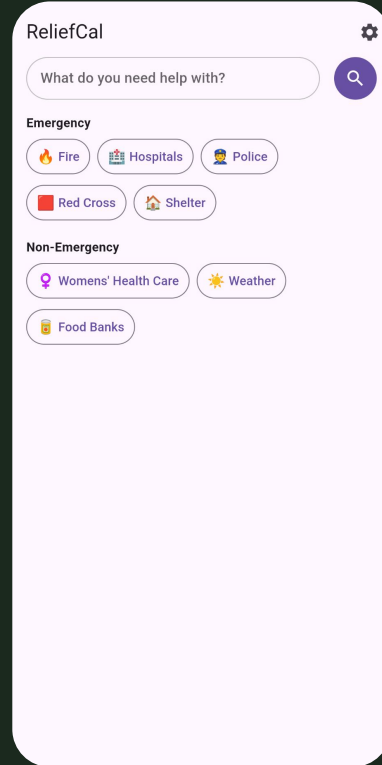 ReliefCal
What do you need help with?
Emergency
Fire Hospitals Police
Red Cross Shelter
Non-Emergency
Womens' Health Care Weather
Food Banks